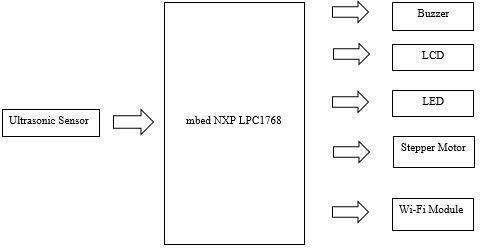 Buzzer
LCD
LED
Ultrasonic Sensor
mbed NXP LPC1768
Stepper Motor
Wi-Fi Module